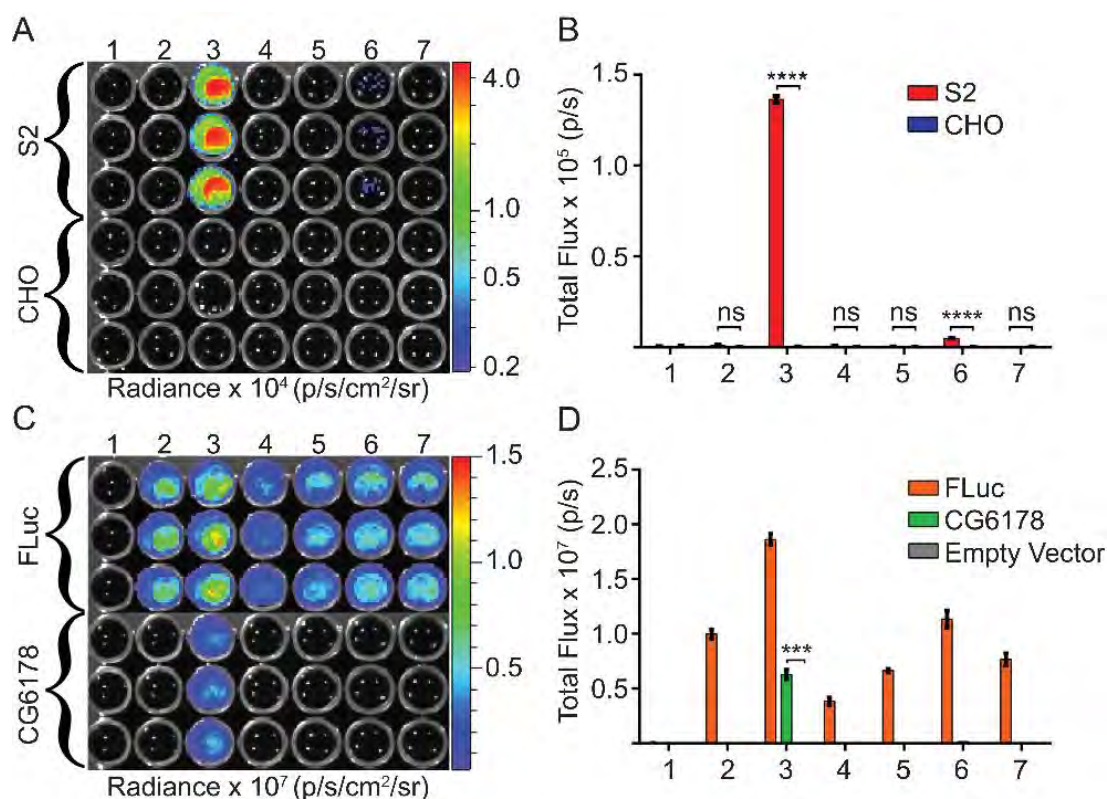 A
1 2 3 4 5 6 7
S2
CHO
4.0
1.0
0.5
0.2
Radiance x 10⁴ (p/s/cm²/sr)
B
Total Flux x 10⁵ (p/s)
1.5
1.0
0.5
S2
CHO
****
ns
ns
ns
****
ns
1 2 3 4 5 6 7
C
1 2 3 4 5 6 7
FLuc
CG6178
1.5
1.0
0.5
Radiance x 10⁷ (p/s/cm²/sr)
D
Total Flux x 10⁷ (p/s)
2.5
2.0
1.5
1.0
0.5
FLuc
CG6178
Empty Vector
***
1 2 3 4 5 6 7